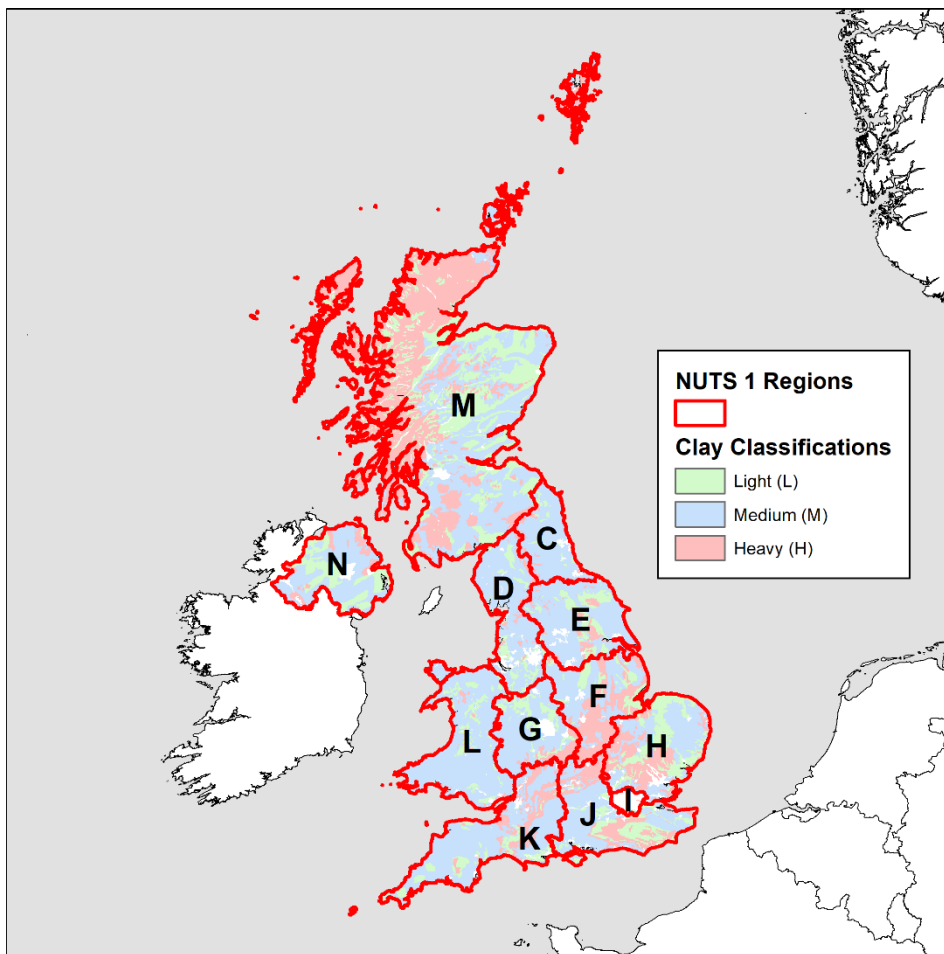 NUTS 1 Regions
Clay Classifications
Light (L)
Medium (M)
Heavy (H)
M
C
N
D
E
F
G
L
H
I
J
K